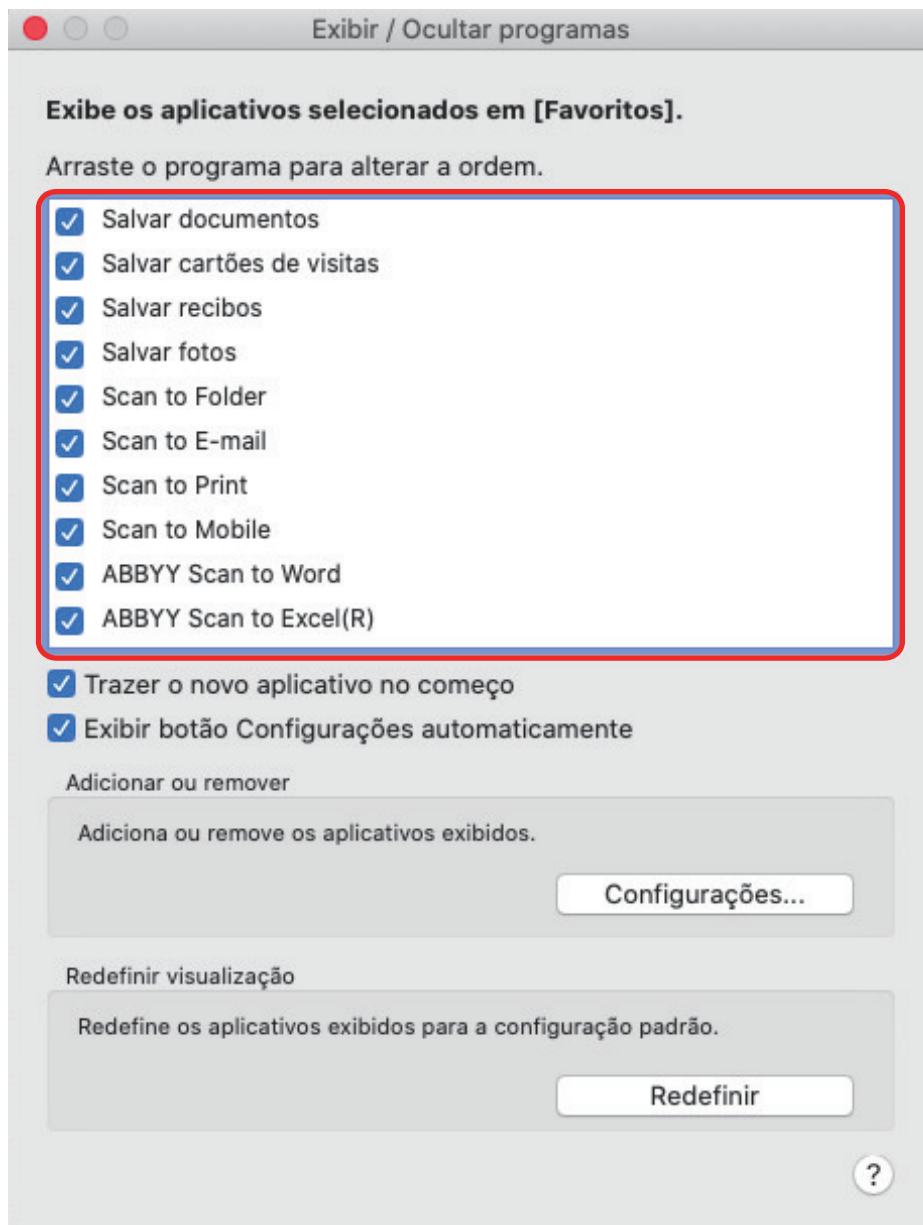 Exibir / Ocultar programas
Exibe os aplicativos selecionados em [Favoritos].
Arraste o programa para alterar a ordem.
Salvar documentos
Salvar cartões de visitas
Salvar recibos
Salvar fotos
Scan to Folder
Scan to E-mail
Scan to Print
Scan to Mobile
ABBYY Scan to Word
ABBYY Scan to Excel(R)
Trazer o novo aplicativo no começo
Exibir botão Configurações automaticamente
Adicionar ou remover
Adiciona ou remove os aplicativos exibidos.
Configurações...
Redefinir visualização
Redefine os aplicativos exibidos para a configuração padrão.
Redefinir
?